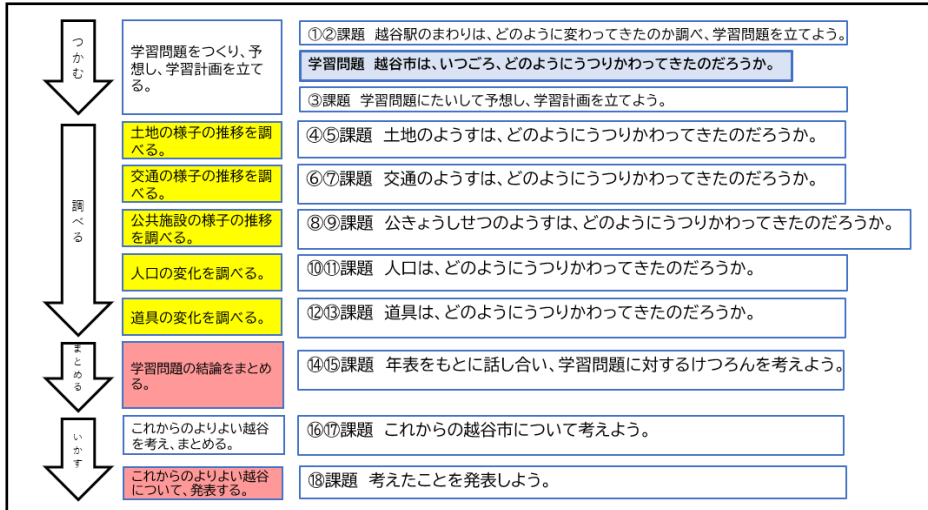 つかむ
学習問題をつくり、予
想し、学習計画を立て
る。
①②課題 越谷駅のまわりは、どのように変わってきたのか調べ、学習問題を立てよう。
学習問題 越谷市は、いつごろ、どのようにうつりかわってきたのだろうか。
③課題 学習問題にたいして予想し、学習計画を立てよう。
調べる
土地の様子の推移を調
べる。
④⑤課題 土地のようすは、どのようにうつりかわってきたのだろうか。
交通の様子の推移を調
べる。
⑥⑦課題 交通のようすは、どのようにうつりかわってきたのだろうか。
公共施設の様子の推移
を調べる。
⑧⑨課題 公きょうしせつのようすは、どのようにうつりかわってきたのだろうか。
人口の変化を調べる。
⑩⑪課題 人口は、どのようにうつりかわってきたのだろうか。
道具の変化を調べる。
⑫⑬課題 道具は、どのようにうつりかわってきたのだろうか。
まとめる
学習問題の結論をまとめ
る。
⑭⑮課題 年表をもとに話し合い、学習問題に対するけつろんを考えよう。
いかす
これからのよりよい越谷
を考え、まとめる。
⑯⑰課題 これからの越谷市について考えよう。
これからのよりよい越谷
について、発表する。
⑱課題 考えたことを発表しよう。